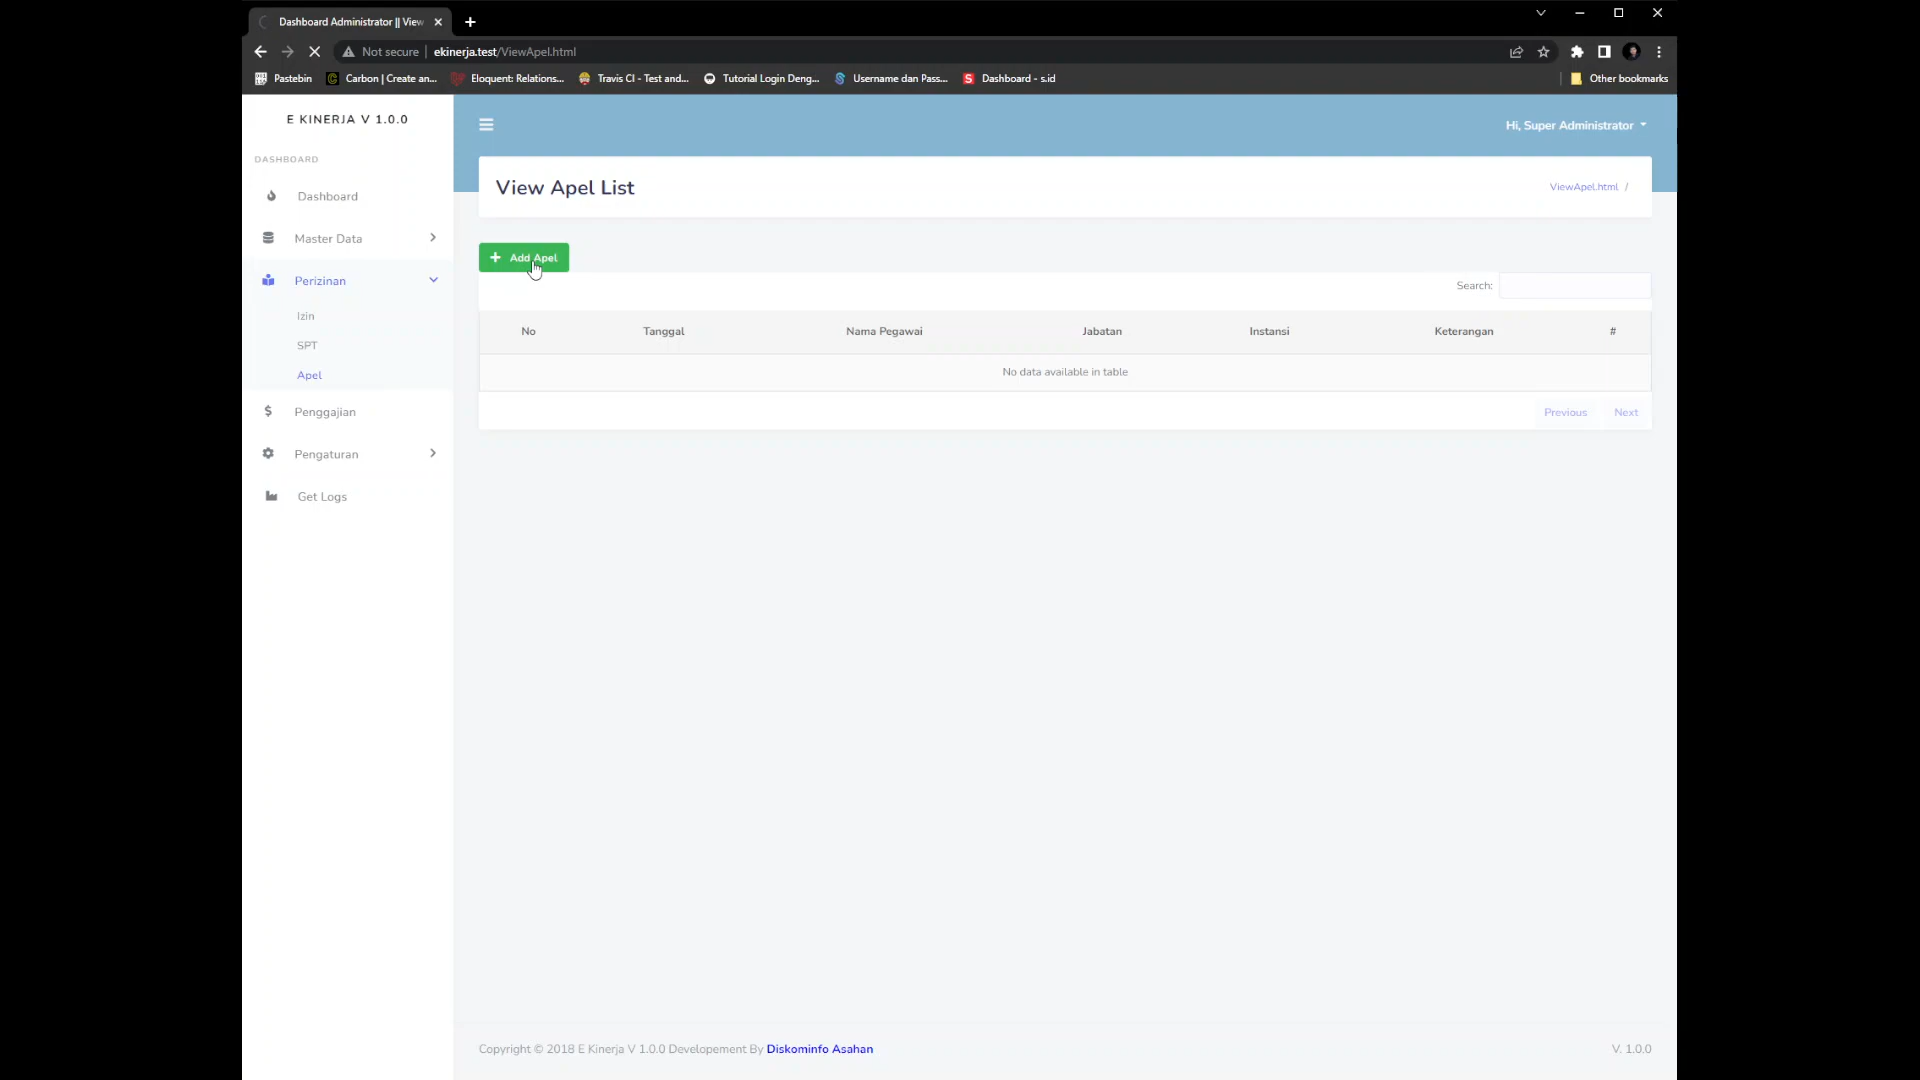 Dashboard Administrator || View
Not secure | ekinerja.test/ViewApel.html
Pastebin Carbon | Create an... Eloquent: Relations... Travis CI - Test and... Tutorial Login Deng... Username dan Pass... Dashboard - s.id Other bookmarks
E KINERJA V 1.0.0
Hi, Super Administrator
DASHBOARD
Dashboard
Master Data
Perizinan
Izin
SPT
Apel
Penggajian
Pengaturan
Get Logs
View Apel List
ViewApel.html /
Add Apel
Search:
No Tanggal Nama Pegawai Jabatan Instansi Keterangan #
No data available in table
Previous Next
Copyright © 2018 E Kinerja V 1.0.0 Developement By Diskominfo Asahan
V. 1.0.0